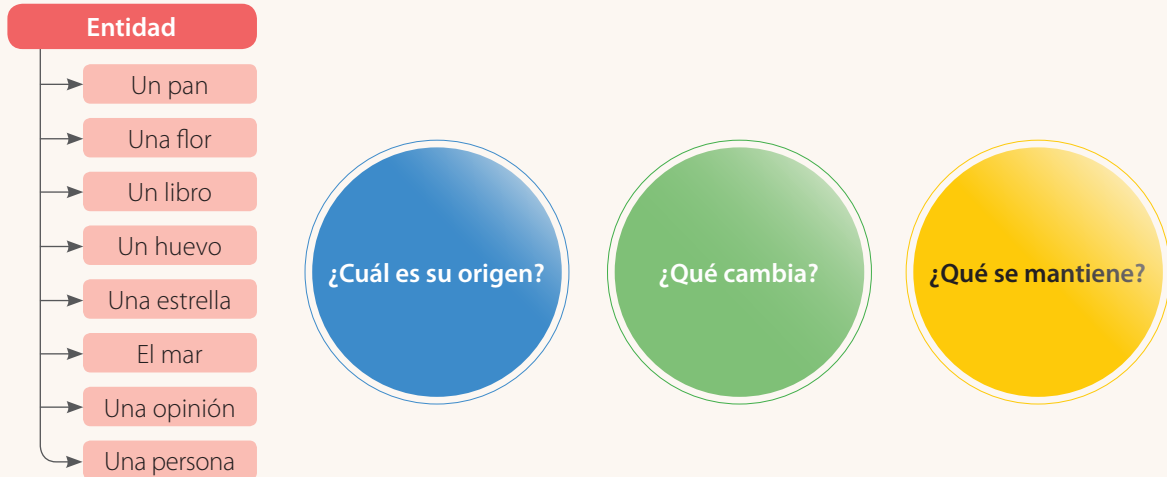 Entidad
Un pan
Una flor
Un libro
Un huevo
Una estrella
El mar
Una opinión
Una persona
¿Cuál es su origen?
¿Qué cambia?
¿Qué se mantiene?